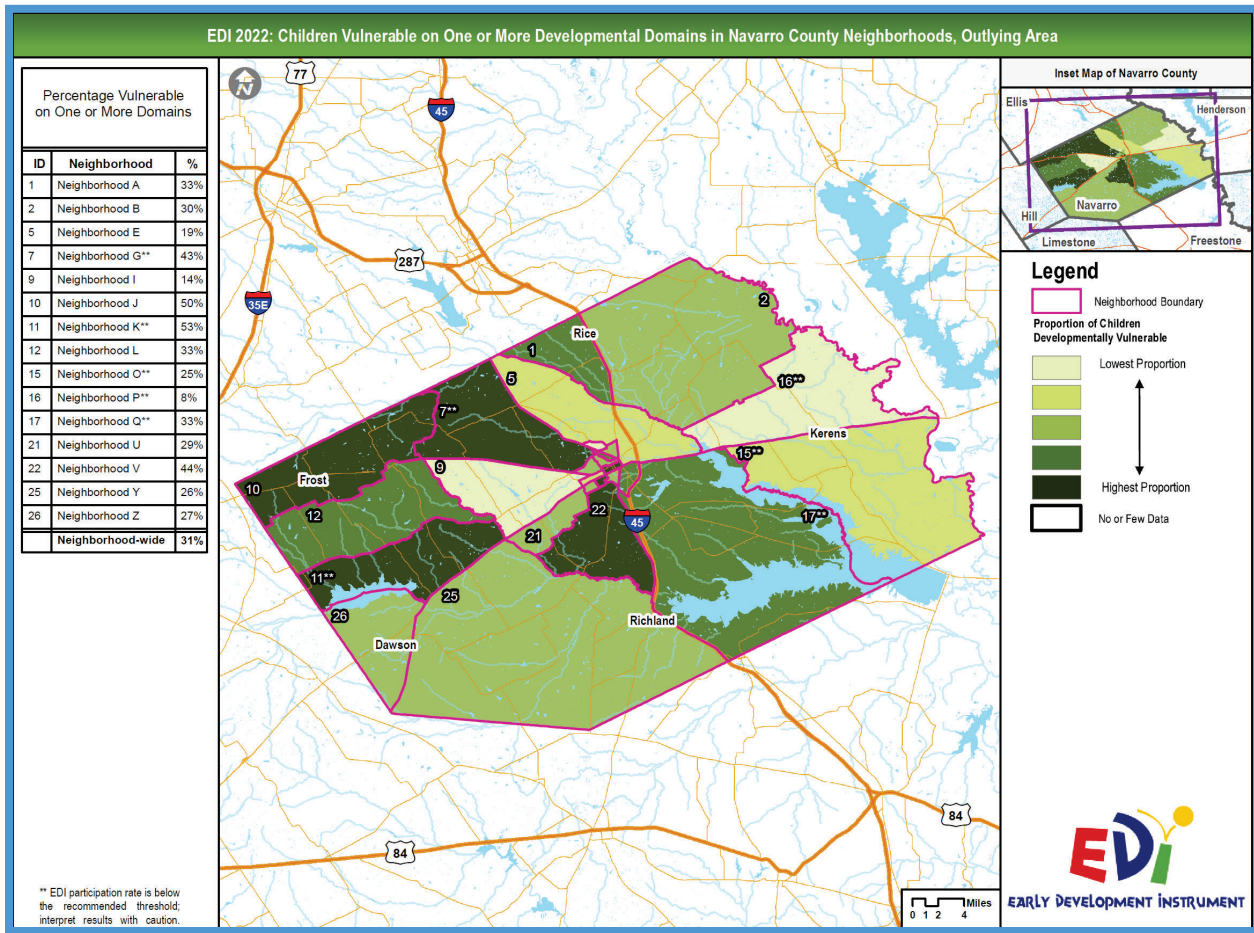 EDI 2022: Children Vulnerable on One or More Developmental Domains in Navarro County Neighborhoods, Outlying Area
Percentage Vulnerable
on One or More Domains
ID Neighborhood %
1 Neighborhood A 33%
2 Neighborhood B 30%
5 Neighborhood E 19%
7 Neighborhood G** 43%
9 Neighborhood I 14%
10 Neighborhood J 50%
11 Neighborhood K** 53%
12 Neighborhood L 33%
15 Neighborhood O** 25%
16 Neighborhood P** 8%
17 Neighborhood Q** 33%
21 Neighborhood U 29%
22 Neighborhood V 44%
25 Neighborhood Y 26%
26 Neighborhood Z 27%
Neighborhood-wide 31%
** EDI participation rate is below
the recommended threshold;
interpret results with caution.
N
77
45
287
35E
2
Rice
1
5
16**
7**
Kerens
15**
9
Frost
10
22
12
45
17**
21
11**
25
26
Richland
Dawson
84
84
Miles
0 1 2 4
Inset Map of Navarro County
Ellis
Henderson
Navarro
Hill
Limestone
Freestone
Legend
Neighborhood Boundary
Proportion of Children
Developmentally Vulnerable
Lowest Proportion
Highest Proportion
No or Few Data
EDi
EARLY DEVELOPMENT INSTRUMENT